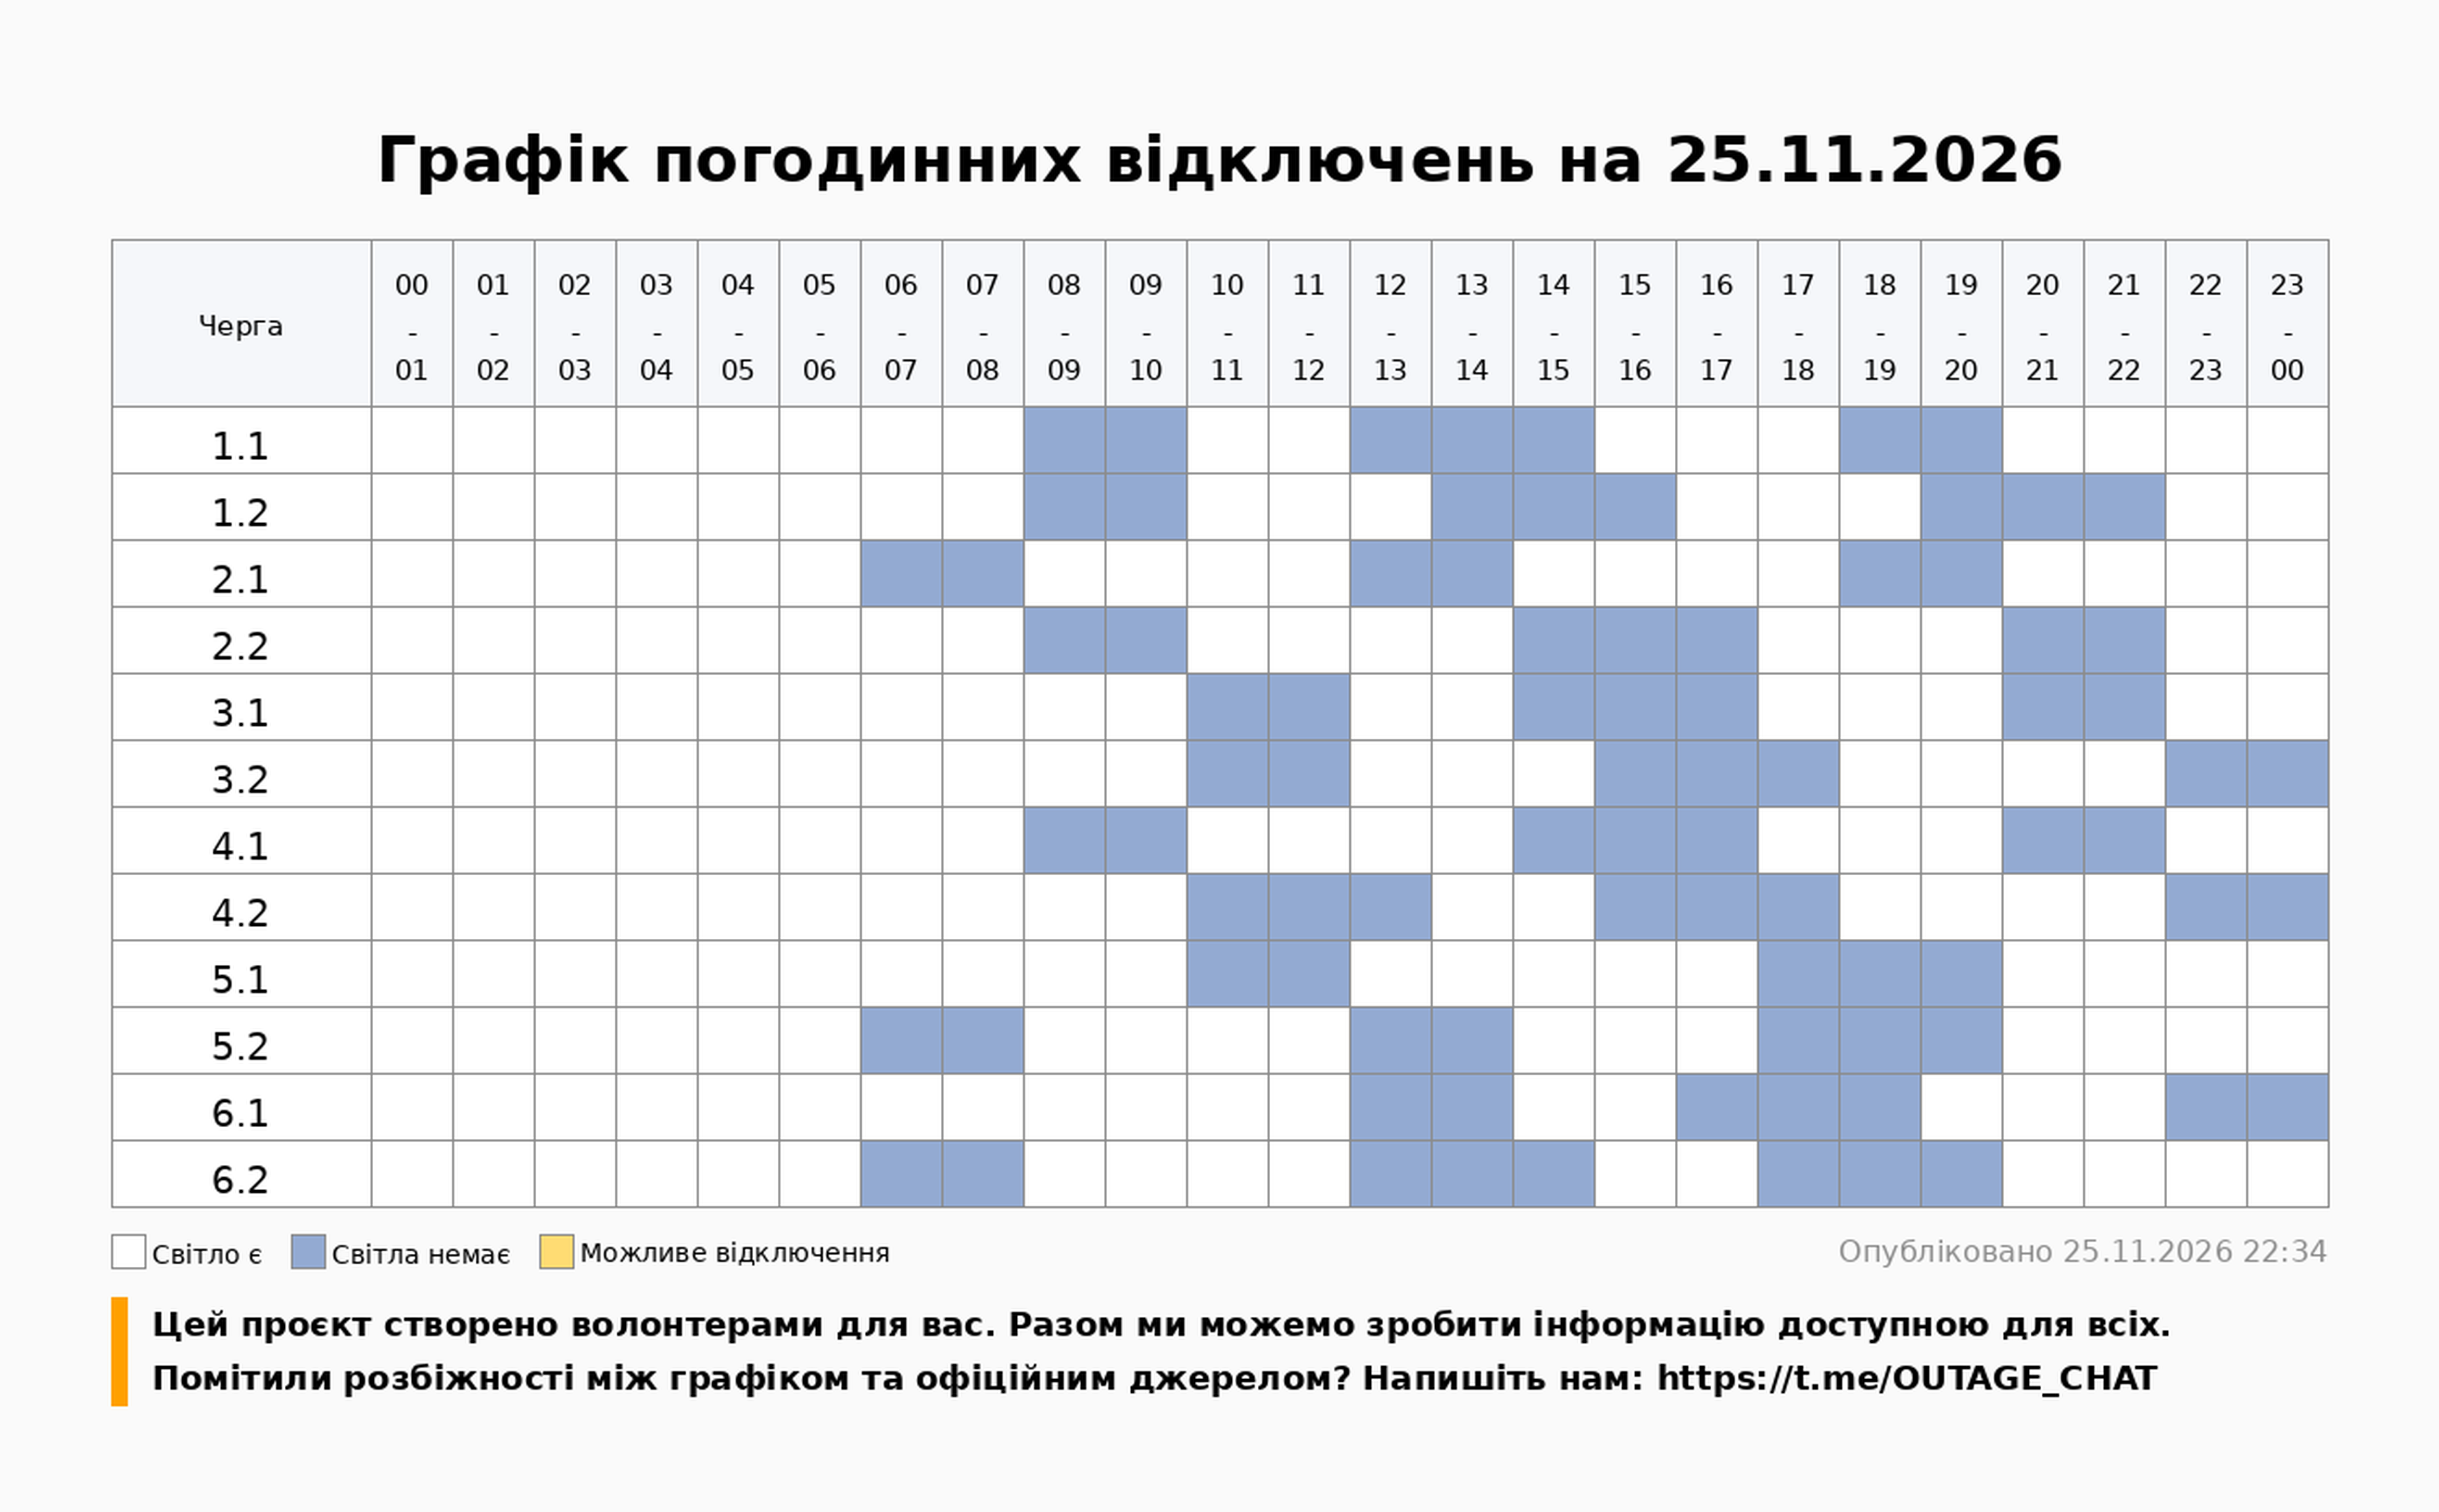 Графік погодинних відключень на 25.11.2026
Черга 00 - 01 01 - 02 02 - 03 03 - 04 04 - 05 05 - 06 06 - 07 07 - 08 08 - 09 09 - 10 10 - 11 11 - 12 12 - 13 13 - 14 14 - 15 15 - 16 16 - 17 17 - 18 18 - 19 19 - 20 20 - 21 21 - 22 22 - 23 23 - 00
1.1
1.2
2.1
2.2
3.1
3.2
4.1
4.2
5.1
5.2
6.1
6.2
Світло є Світла немає Можливе відключення Опубліковано 25.11.2026 22:34
Цей проєкт створено волонтерами для вас. Разом ми можемо зробити інформацію доступною для всіх.
Помітили розбіжності між графіком та офіційним джерелом? Напишіть нам: https://t.me/OUTAGE_CHAT